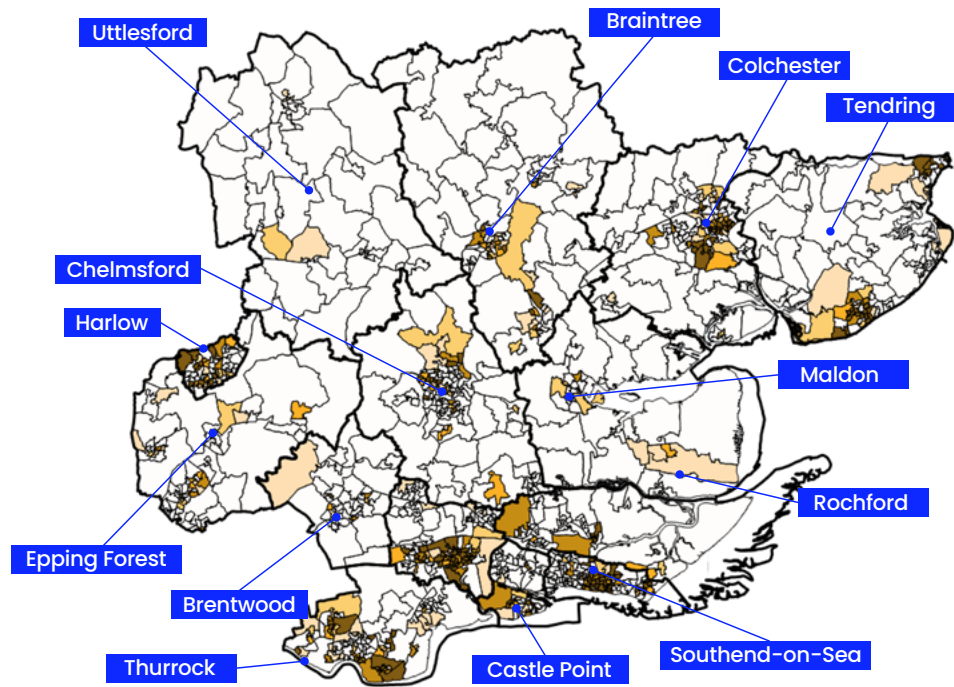 Braintree
Uttlesford
Colchester
Tendring
Chelmsford
Harlow
Maldon
Rochford
Epping Forest
Brentwood
Southend-on-Sea
Thurrock
Castle Point